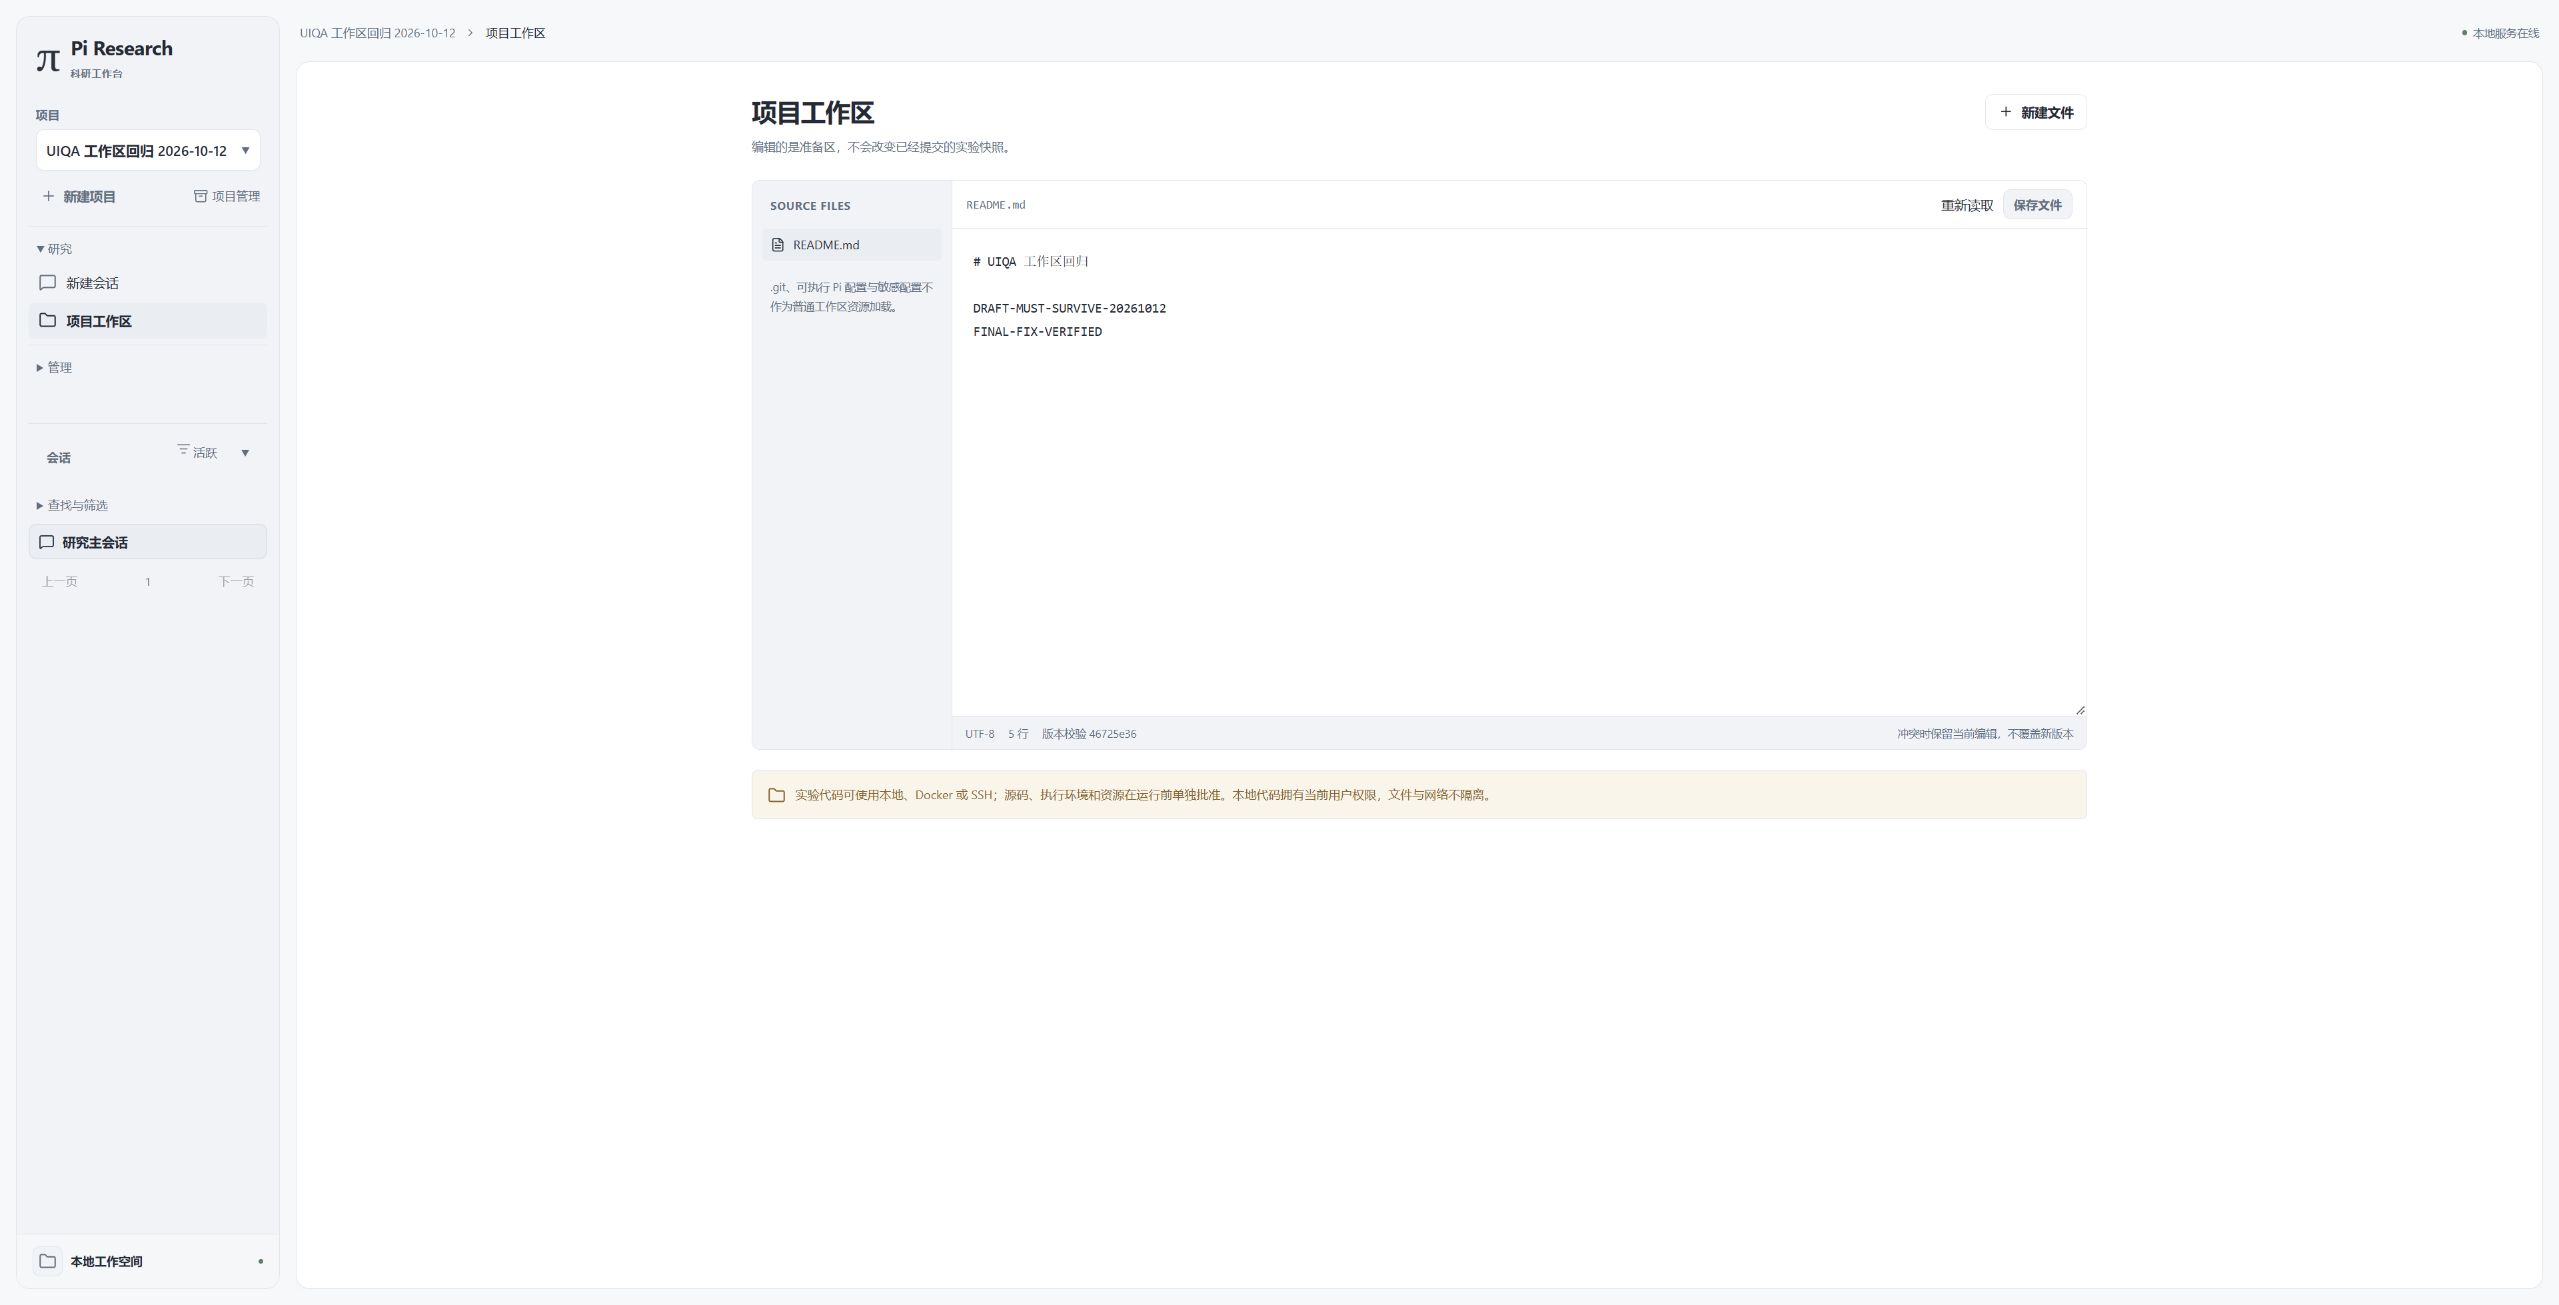 Pi Research
科研工作台
项目
UIQA 工作区回归 2026-10-12
新建项目
项目管理
研究
新建会话
项目工作区
管理
会话
活跃
查找与筛选
研究主会话
上一页 1 下一页
本地工作空间
UIQA 工作区回归 2026-10-12 > 项目工作区
本地服务在线
项目工作区
新建文件
编辑的是准备区，不会改变已经提交的实验快照。
SOURCE FILES
README.md
.git、可执行 Pi 配置与敏感配置不
作为普通工作区资源加载。
README.md
重新读取
保存文件
# UIQA 工作区回归
DRAFT-MUST-SURVIVE-20261012
FINAL-FIX-VERIFIED
UTF-8 5 行 版本校验 46725e36
冲突时保留当前编辑，不覆盖新版本
实验代码可使用本地、Docker 或 SSH；源码、执行环境和资源在运行前单独批准。本地代码拥有当前用户权限，文件与网络不隔离。